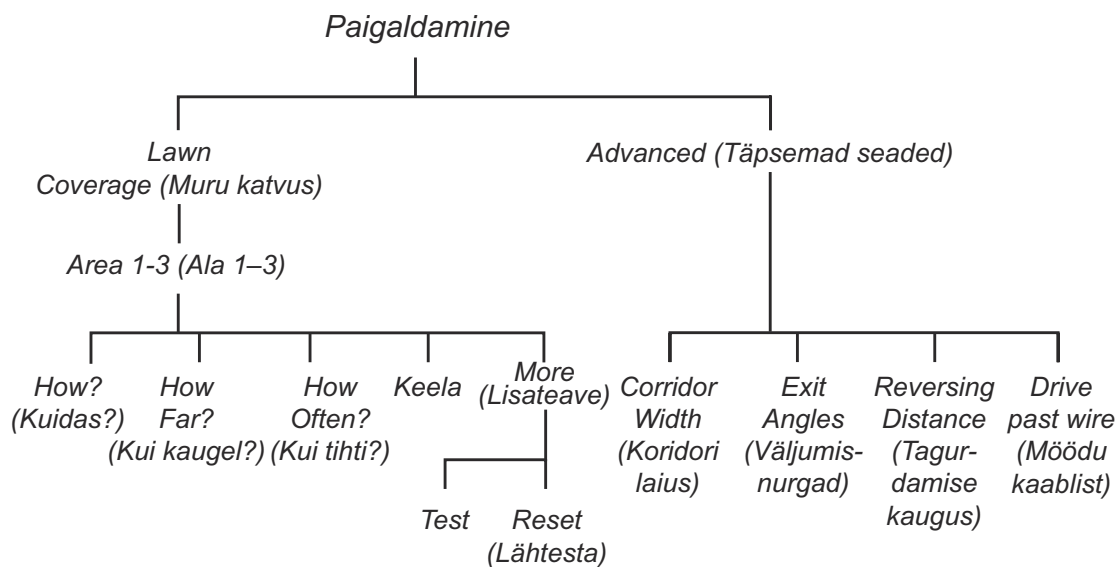 Paigaldamine
Lawn
Coverage (Muru katvus)
Advanced (Täpsemad seaded)
Area 1-3 (Ala 1–3)
How?
(Kuidas?)
How
Far?
(Kui kaugel?)
How
Often?
(Kui tihti?)
Keela
More
(Lisateave)
Corridor
Width
(Koridori
laius)
Exit
Angles
(Väljumis-
nurgad)
Reversing
Distance
(Tagur-
damise
kaugus)
Drive
past wire
(Möödu
kaablist)
Test
Reset
(Lähtesta)